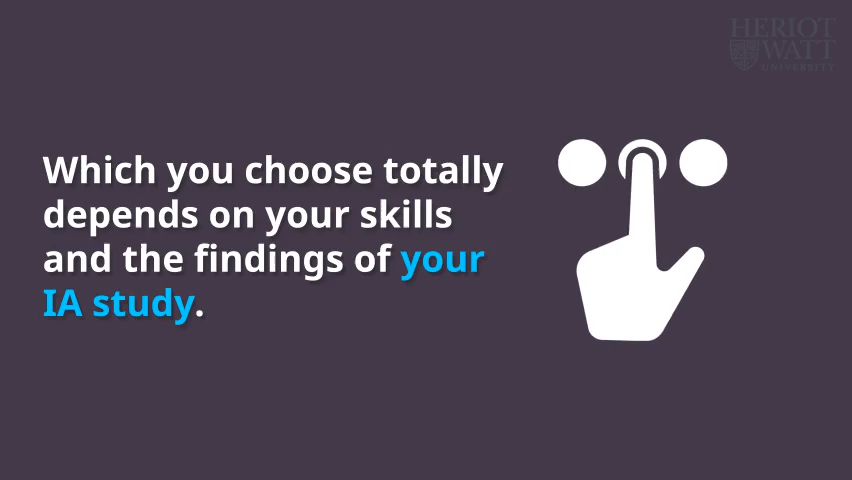 HERIOT
WATT
UNIVERSITY
Which you choose totally
depends on your skills
and the findings of your
IA study.